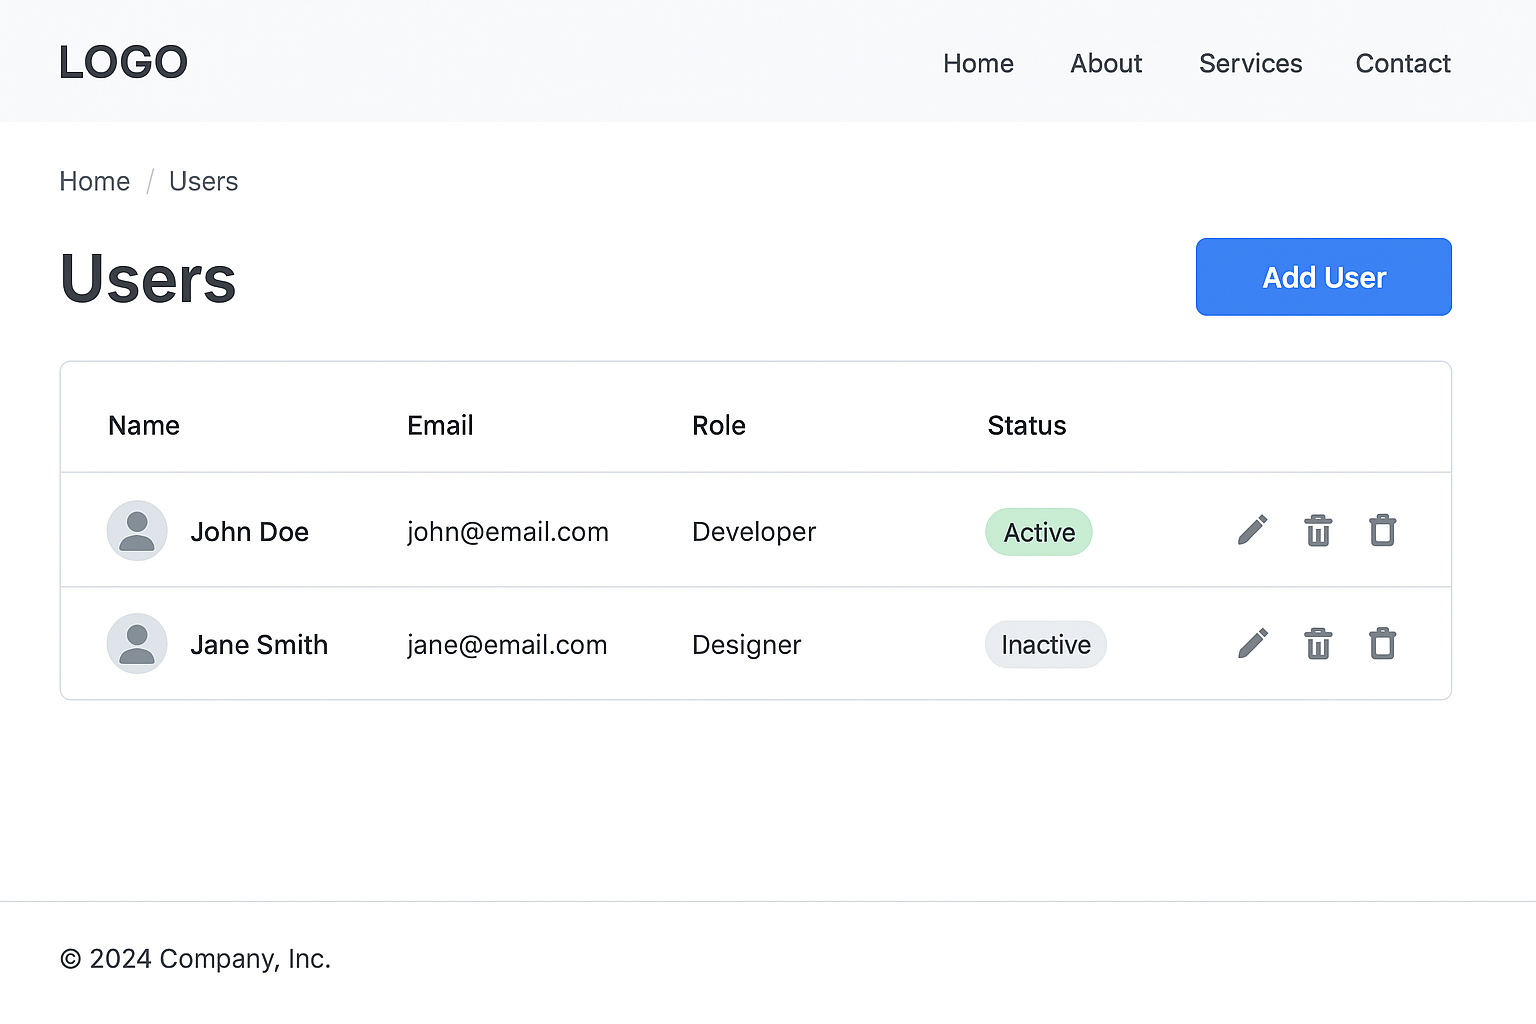 LOGO
Home About Services Contact
Home / Users
Users
Add User
Name Email Role Status
John Doe john@email.com Developer Active
Jane Smith jane@email.com Designer Inactive
© 2024 Company, Inc.